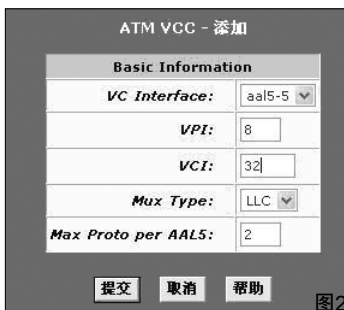 ATM VCC - 添加
Basic Information
VC Interface: aal5-5
VPI: 8
VCI: 32
Mux Type: LLC
Max Proto per AAL5: 2
提交 取消 帮助
图2